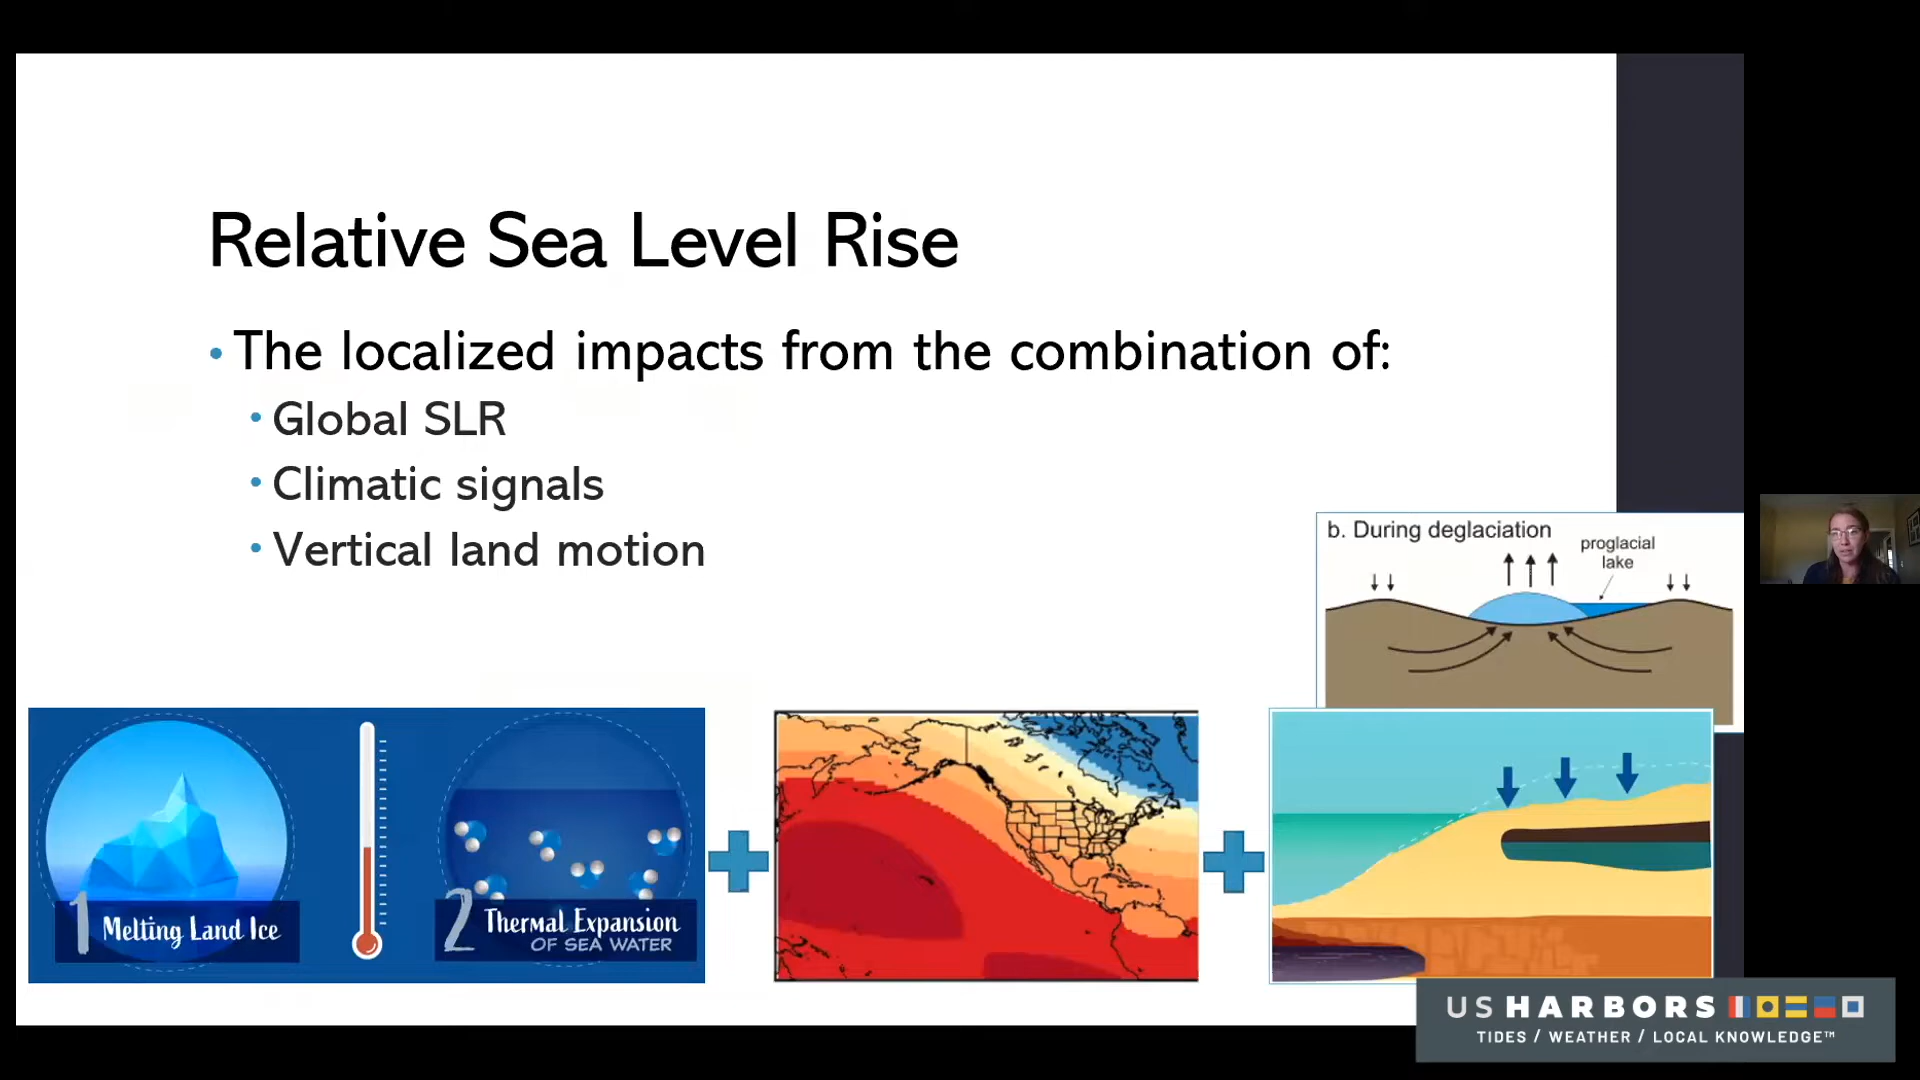 Relative Sea Level Rise
• The localized impacts from the combination of:
• Global SLR
• Climatic signals
• Vertical land motion
b. During deglaciation
proglacial
lake
1 Melting Land Ice
2 Thermal Expansion
OF SEA WATER
US HARBORS
TIDES / WEATHER / LOCAL KNOWLEDGE™